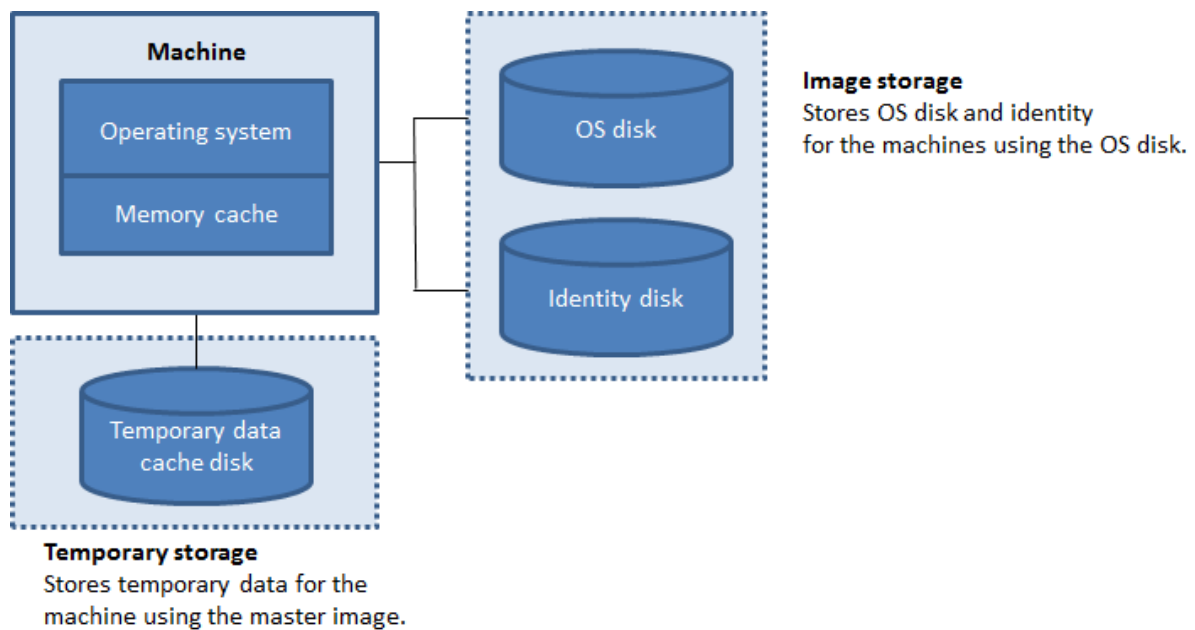 Machine
Operating system
Memory cache
OS disk
Identity disk
Image storage
Stores OS disk and identity
for the machines using the OS disk.
Temporary data
cache disk
Temporary storage
Stores temporary data for the
machine using the master image.